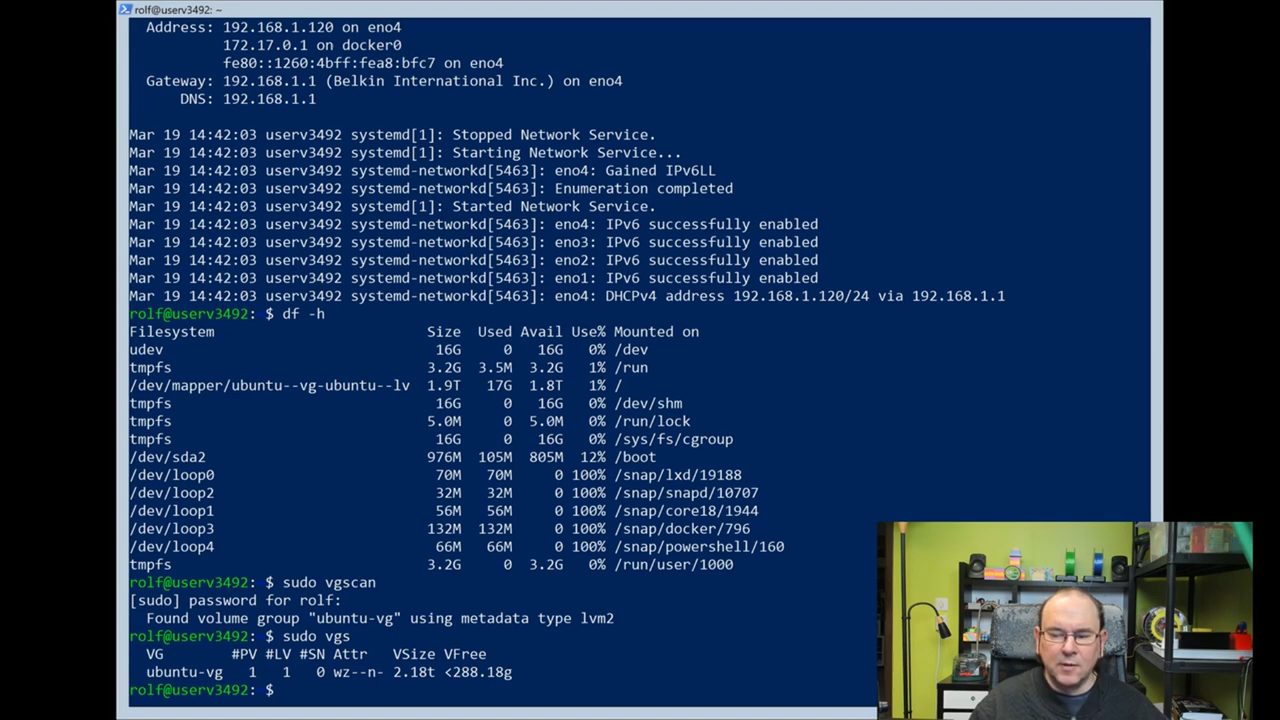 rolf@userv3492: ~
Address: 192.168.1.120 on eno4
172.17.0.1 on docker0
fe80::1260:4bff:fea8:bfc7 on eno4
Gateway: 192.168.1.1 (Belkin International Inc.) on eno4
DNS: 192.168.1.1
Mar 19 14:42:03 userv3492 systemd[1]: Stopped Network Service.
Mar 19 14:42:03 userv3492 systemd[1]: Starting Network Service...
Mar 19 14:42:03 userv3492 systemd-networkd[5463]: eno4: Gained IPv6LL
Mar 19 14:42:03 userv3492 systemd-networkd[5463]: Enumeration completed
Mar 19 14:42:03 userv3492 systemd[1]: Started Network Service.
Mar 19 14:42:03 userv3492 systemd-networkd[5463]: eno4: IPv6 successfully enabled
Mar 19 14:42:03 userv3492 systemd-networkd[5463]: eno3: IPv6 successfully enabled
Mar 19 14:42:03 userv3492 systemd-networkd[5463]: eno2: IPv6 successfully enabled
Mar 19 14:42:03 userv3492 systemd-networkd[5463]: eno1: IPv6 successfully enabled
Mar 19 14:42:03 userv3492 systemd-networkd[5463]: eno4: DHCPv4 address 192.168.1.120/24 via 192.168.1.1
rolf@userv3492:~$ df -h
Filesystem Size Used Avail Use% Mounted on
udev 16G 0 16G 0% /dev
tmpfs 3.2G 3.5M 3.2G 1% /run
/dev/mapper/ubuntu--vg-ubuntu--lv 1.9T 17G 1.8T 1% /
tmpfs 16G 0 16G 0% /dev/shm
tmpfs 5.0M 0 5.0M 0% /run/lock
tmpfs 16G 0 16G 0% /sys/fs/cgroup
/dev/sda2 976M 105M 805M 12% /boot
/dev/loop0 70M 70M 0 100% /snap/lxd/19188
/dev/loop2 32M 32M 0 100% /snap/snapd/10707
/dev/loop1 56M 56M 0 100% /snap/core18/1944
/dev/loop3 132M 132M 0 100% /snap/docker/796
/dev/loop4 66M 66M 0 100% /snap/powershell/160
tmpfs 3.2G 0 3.2G 0% /run/user/1000
rolf@userv3492:~$ sudo vgscan
[sudo] password for rolf:
Found volume group "ubuntu-vg" using metadata type lvm2
rolf@userv3492:~$ sudo vgs
VG #PV #LV #SN Attr VSize VFree
ubuntu-vg 1 1 0 wz--n- 2.18t <288.18g
rolf@userv3492:~$